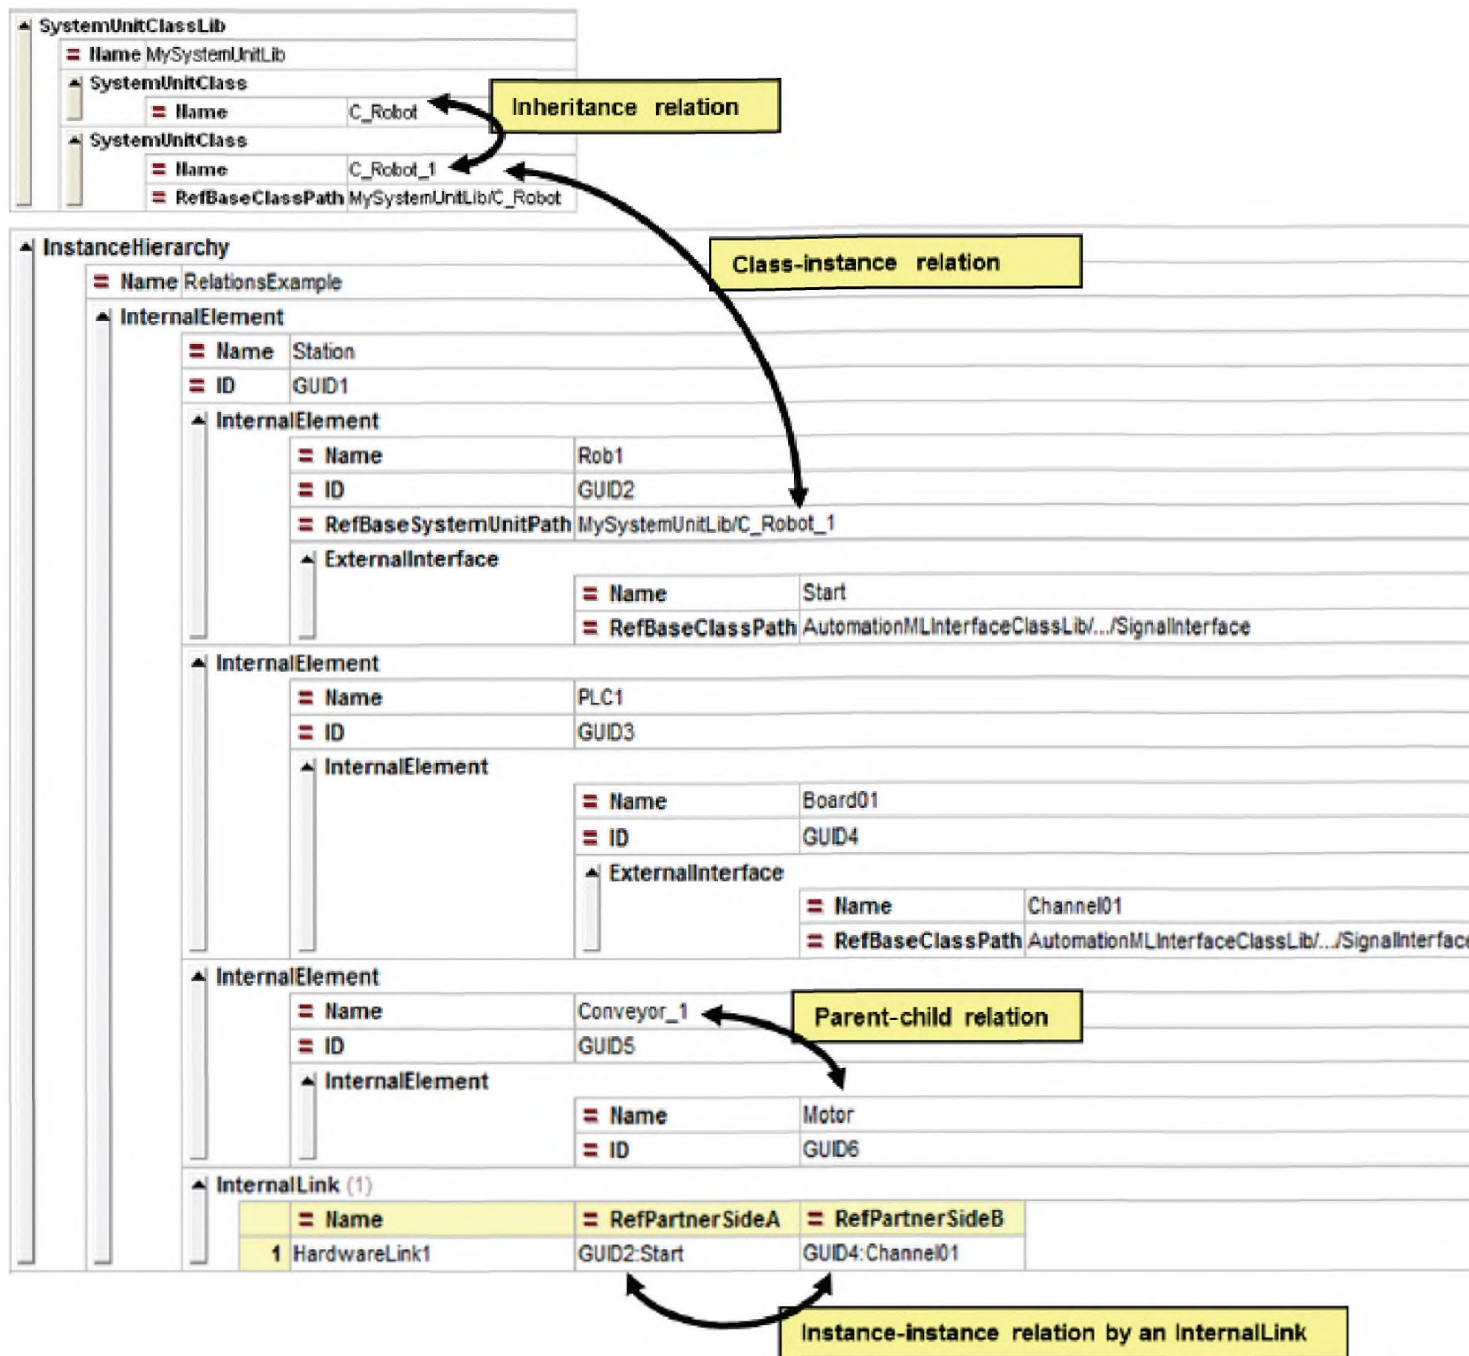 SystemUnitClassLib
= Name MySystemUnitLib
SystemUnitClass
= Name C_Robot
Inheritance relation
SystemUnitClass
= Name C_Robot_1
= RefBaseClassPath MySystemUnitLib/C_Robot
InstanceHierarchy
Class-instance relation
= Name RelationsExample
InternalElement
= Name Station
= ID GUID1
InternalElement
= Name Rob1
= ID GUID2
= RefBaseSystemUnitPath MySystemUnitLib/C_Robot_1
ExternalInterface
= Name Start
= RefBaseClassPath AutomationMLInterfaceClassLib/.../SignalInterface
InternalElement
= Name PLC1
= ID GUID3
InternalElement
= Name Board01
= ID GUID4
ExternalInterface
= Name Channel01
= RefBaseClassPath AutomationMLInterfaceClassLib/.../SignalInterface
InternalElement
= Name Conveyor_1
Parent-child relation
= ID GUID5
InternalElement
= Name Motor
= ID GUID6
InternalLink (1)
= Name = RefPartnerSideA = RefPartnerSideB
1 HardwareLink1 GUID2:Start GUID4:Channel01
Instance-instance relation by an InternalLink